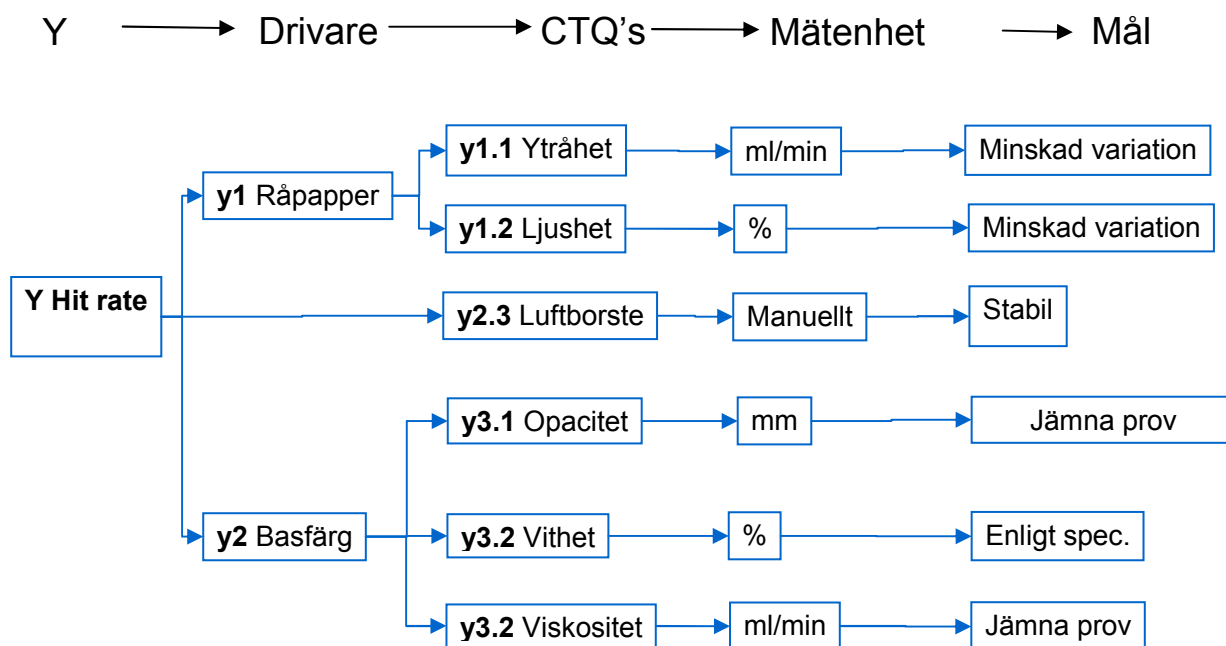 Y Drivare CTQ's Mätenhet Mål
y1.1 Ytråhet ml/min Minskad variation
y1 Råpapper
y1.2 Ljushet % Minskad variation
Y Hit rate
y2.3 Luftborste Manuellt Stabil
y3.1 Opacitet mm Jämna prov
y2 Basfärg
y3.2 Vithet % Enligt spec.
y3.2 Viskositet ml/min Jämna prov